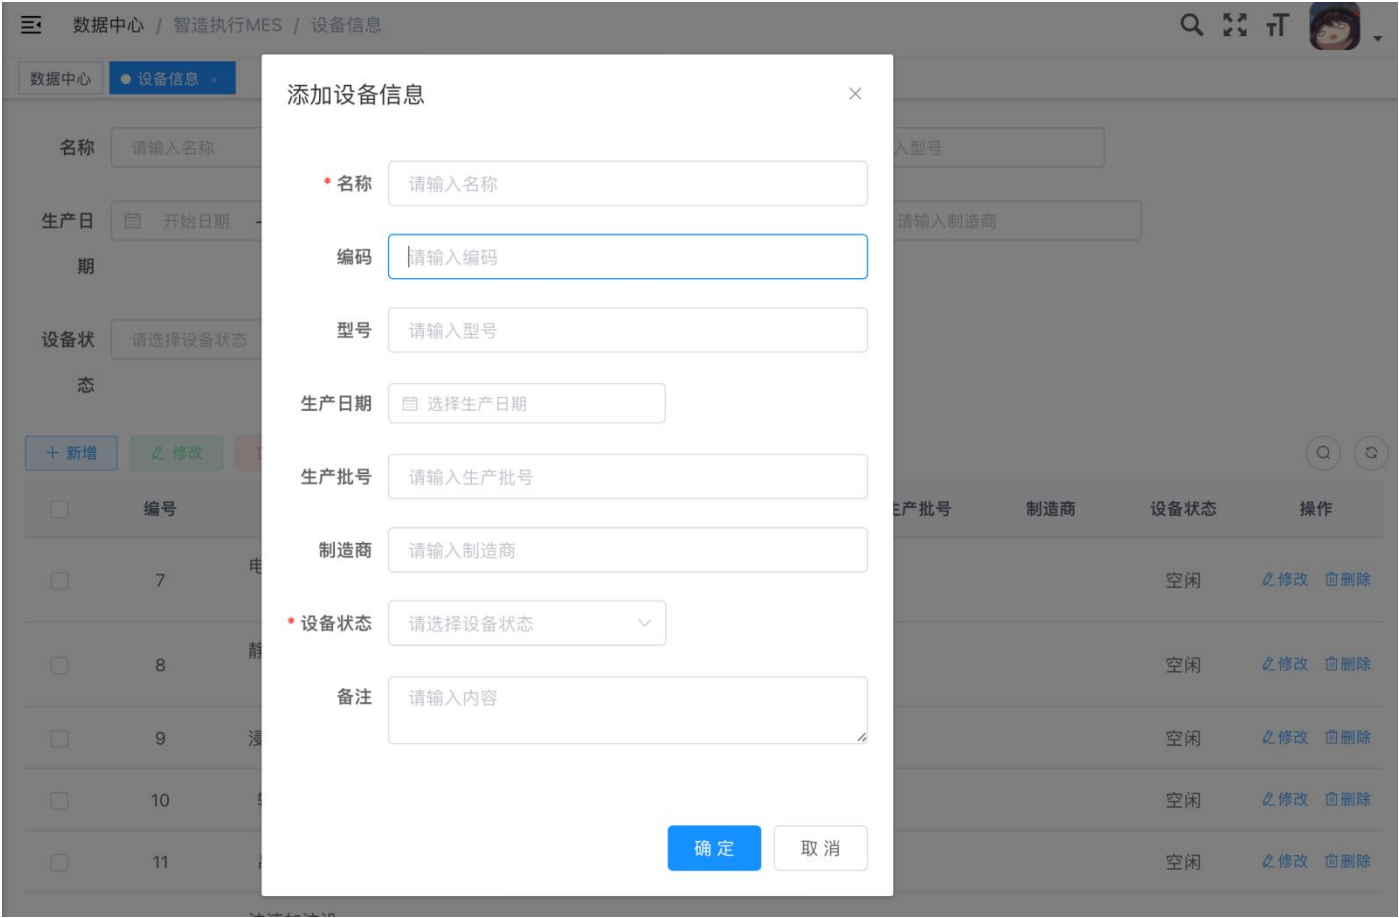 数据中心 / 智造执行MES / 设备信息
数据中心
设备信息 ×
添加设备信息
名称 请输入名称
入型号
* 名称 请输入名称
生产日期 开始日期 -
请输入制造商
编码 请输入编码
设备状态 请选择设备状态
型号 请输入型号
生产日期 选择生产日期
+ 新增 修改
生产批号 请输入生产批号
编号 生产批号 制造商 设备状态 操作
制造商 请输入制造商
7 电 空闲 修改 删除
* 设备状态 请选择设备状态
8 静 空闲 修改 删除
备注 请输入内容
9 浸 空闲 修改 删除
10 空闲 修改 删除
确 定 取 消
11 空闲 修改 删除